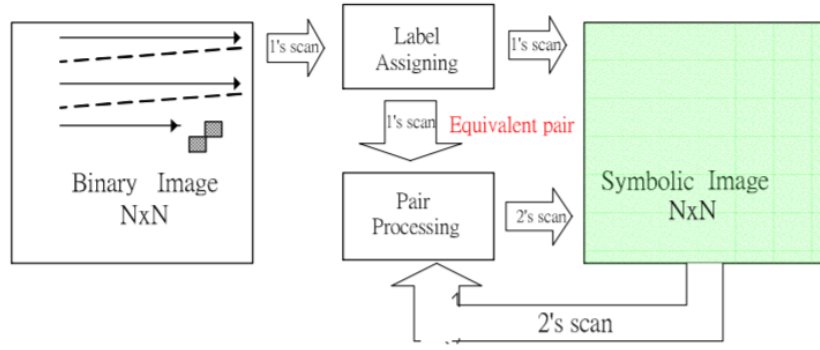 1's scan
Label
Assigning
1's scan
1's scan
Equivalent pair
Binary Image
NxN
Pair
Processing
2's scan
Symbolic Image
NxN
2's scan